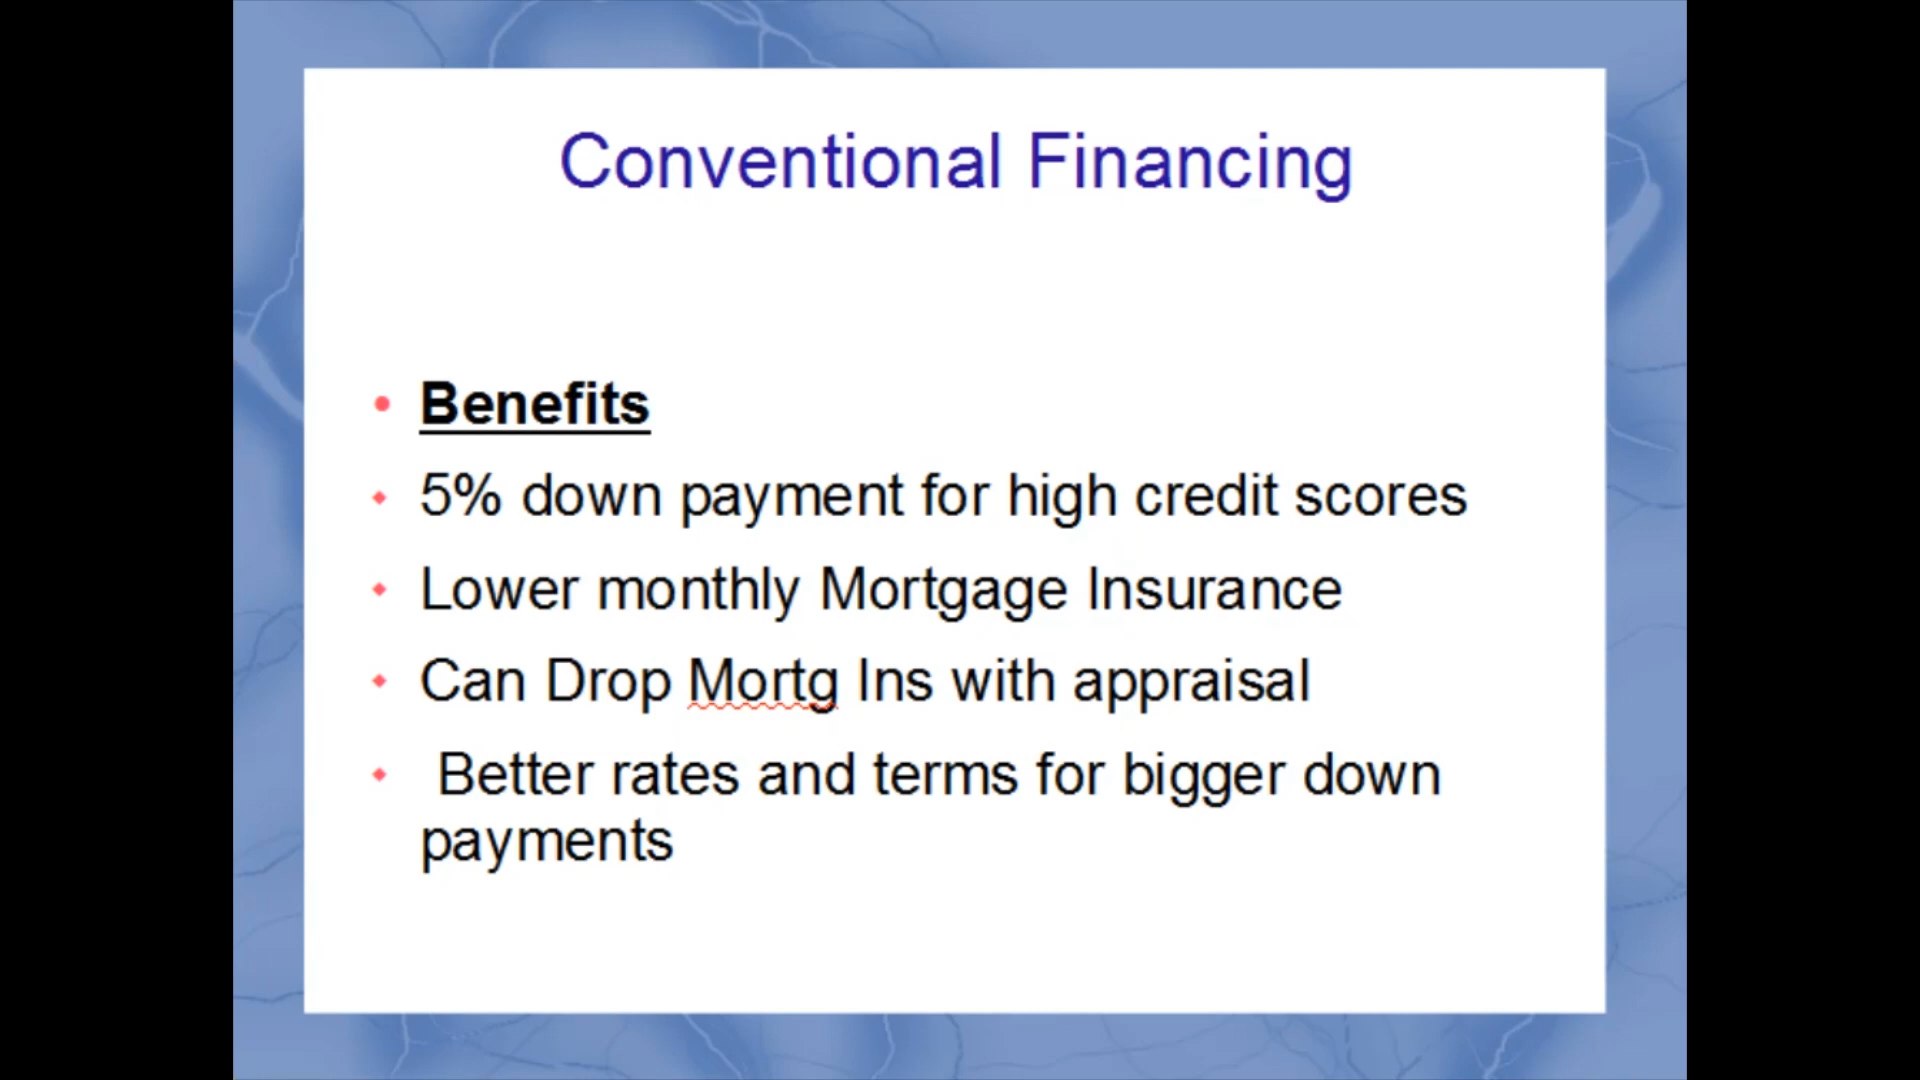 Conventional Financing
Benefits
5% down payment for high credit scores
Lower monthly Mortgage Insurance
Can Drop Mortg Ins with appraisal
Better rates and terms for bigger down
payments